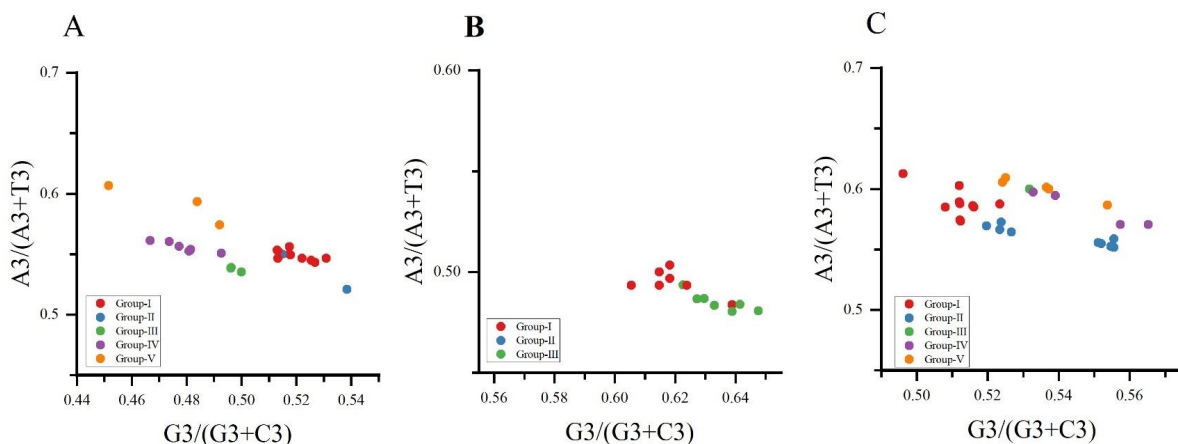 A
0.7
0.6
0.5
A3/(A3+T3)
Group-I
Group-II
Group-III
Group-IV
Group-V
0.44
0.46
0.48
0.50
0.52
0.54
G3/(G3+C3)
B
0.60
0.50
A3/(A3+T3)
Group-I
Group-II
Group-III
0.56
0.58
0.60
0.62
0.64
G3/(G3+C3)
C
0.7
0.6
0.5
A3/(A3+T3)
Group-I
Group-II
Group-III
Group-IV
Group-V
0.50
0.52
0.54
0.56
G3/(G3+C3)